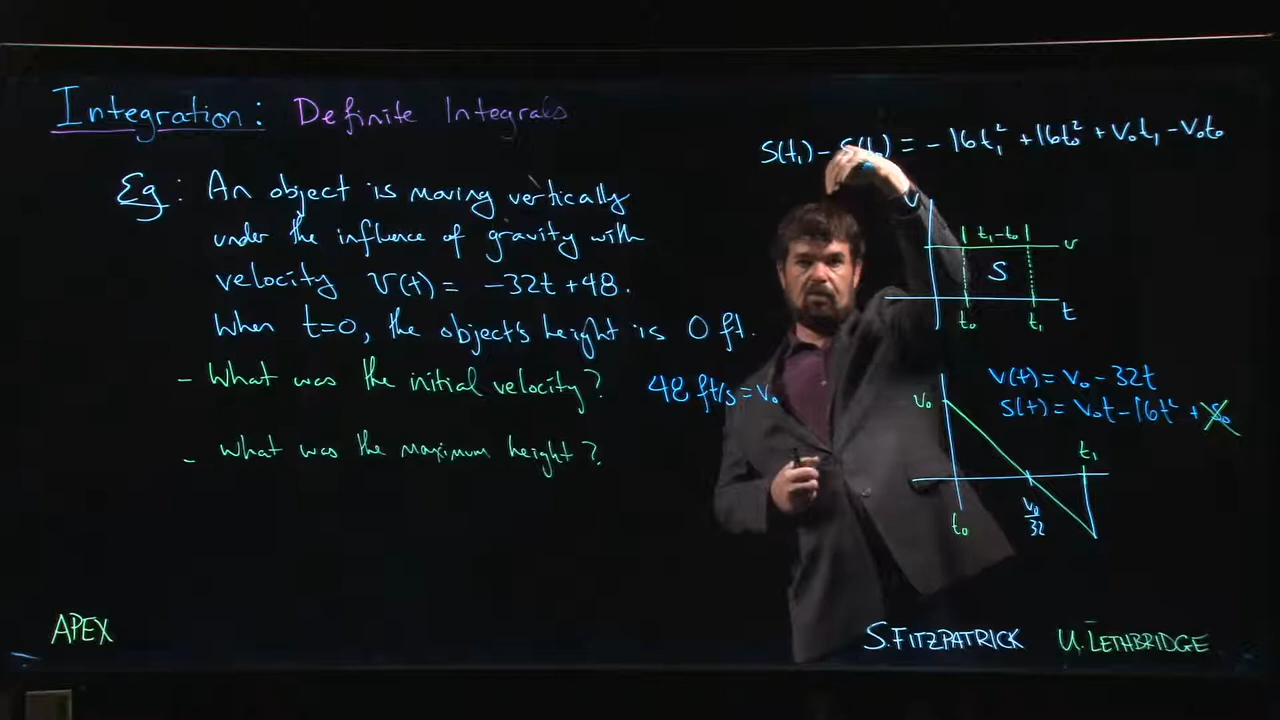 Integration: Definite Integrals
Eg: An object is moving vertically
under the influence of gravity with
velocity v(t) = -32t+48.
When t=0, the object's height is 0 ft.
- What was the initial velocity? 48 ft/s = v₀
- What was the maximum height?
S(t₁) - S(t₀) = -16t₁² + 16t₀² + V₀t₁ - V₀t₀
V
t₁-t₀
v
S
t₀ t₁ t
v(t) = v₀ - 32t
s(t) = v₀t - 16t² + s₀
v₀
t₁
t₀
v₀/32
APEX
S. FITZPATRICK U. LETHBRIDGE